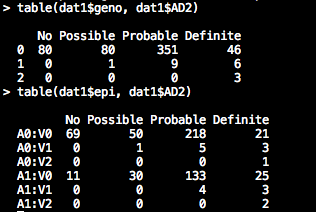 > table(dat1$geno, dat1$AD2)
No Possible Probable Definite
0 80 80 351 46
1 0 1 9 6
2 0 0 0 3
> table(dat1$epi, dat1$AD2)
No Possible Probable Definite
A0:V0 69 50 218 21
A0:V1 0 1 5 3
A0:V2 0 0 0 1
A1:V0 11 30 133 25
A1:V1 0 0 4 3
A1:V2 0 0 0 2